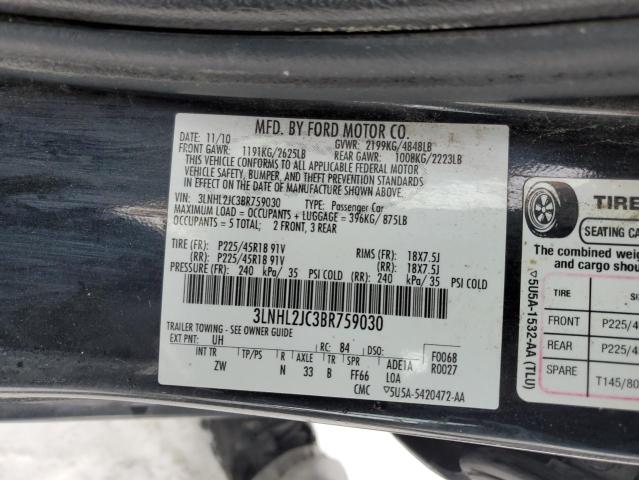 MFD. BY FORD MOTOR CO.
DATE: 11/10 GVWR: 2199KG/4848LB
FRONT GAWR: 1191KG/2625LB REAR GAWR: 1008KG/2223LB
THIS VEHICLE CONFORMS TO ALL APPLICABLE FEDERAL MOTOR
VEHICLE SAFETY, BUMPER, AND THEFT PREVENTION STANDARDS
IN EFFECT ON THE DATE OF MANUFACTURE SHOWN ABOVE.
VIN: 3LNHL2JC3BR759030 TYPE: Passenger Car
MAXIMUM LOAD = OCCUPANTS + LUGGAGE = 396KG/875LB
OCCUPANTS = 5 TOTAL; 2 FRONT, 3 REAR
TIRE (FR): P225/45R18 91V RIMS (FR): 18X7.5J
(RR): P225/45R18 91V (RR): 18X7.5J
PRESSURE (FR): 240 kPa/35 PSI COLD (RR): 240 kPa/35 PSI COLD
3LNHL2JC3BR759030
TRAILER TOWING - SEE OWNER GUIDE
EXT PNT: UH RC: 84 DSO: F0068
R0027
INT TR TP/PS R AXLE TR SPR ADETA
ZW N 33 B FF66 LOA
CMC ▽5U5A-5420472-AA
TIRE
SEATING CA
The combined we
and cargo shou
TIRE
FRONT P225/4
REAR P225/4
SPARE T145/80
▽5U5A-1532-AA (TLU)